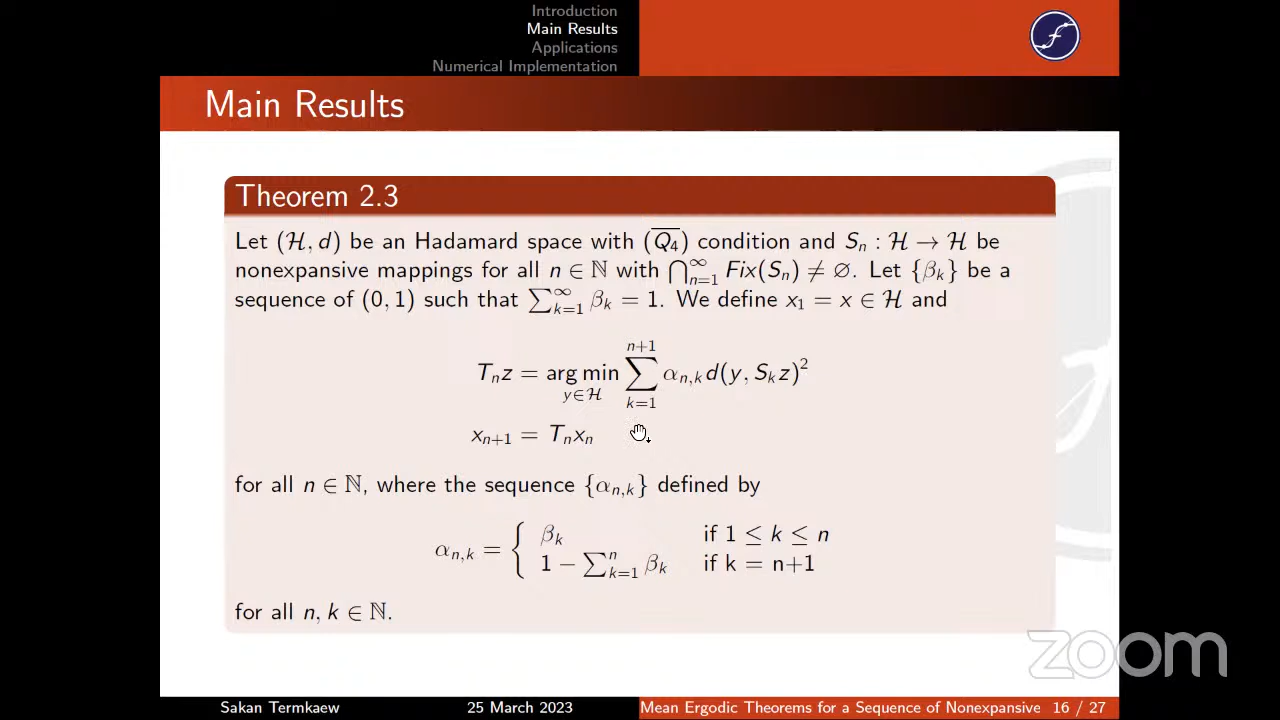 Introduction
Main Results
Applications
Numerical Implementation
Main Results
Theorem 2.3
Let (ℋ, d) be an Hadamard space with (Q̅₄) condition and Sₙ : ℋ → ℋ be
nonexpansive mappings for all n ∈ ℕ with ⋂ₙ₌₁^∞ Fix(Sₙ) ≠ ∅. Let {βₖ} be a
sequence of (0, 1) such that ∑ₖ₌₁^∞ βₖ = 1. We define x₁ = x ∈ ℋ and
Tₙz = arg min_{y∈ℋ} ∑_{k=1}^{n+1} α_{n,k} d(y, Sₖz)²
xₙ₊₁ = Tₙxₙ
for all n ∈ ℕ, where the sequence {α_{n,k}} defined by
α_{n,k} = { βₖ if 1 ≤ k ≤ n
1 − ∑_{k=1}^{n} βₖ if k = n+1
for all n, k ∈ ℕ.
zoom
Sakan Termkaew 25 March 2023 Mean Ergodic Theorems for a Sequence of Nonexpansive 16 / 27